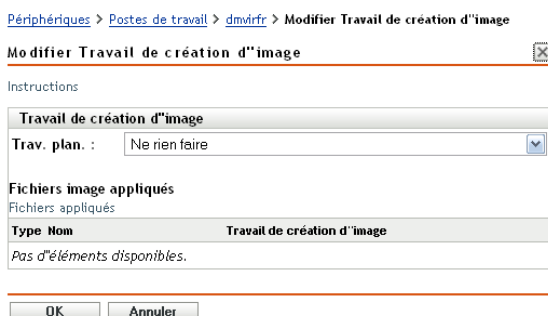 Périphériques > Postes de travail > dmvirfr > Modifier Travail de création d''image
Modifier Travail de création d''image
Instructions
Travail de création d''image
Trav. plan. : Ne rien faire
Fichiers image appliqués
Fichiers appliqués
Type Nom Travail de création d''image
Pas d''éléments disponibles.
OK Annuler